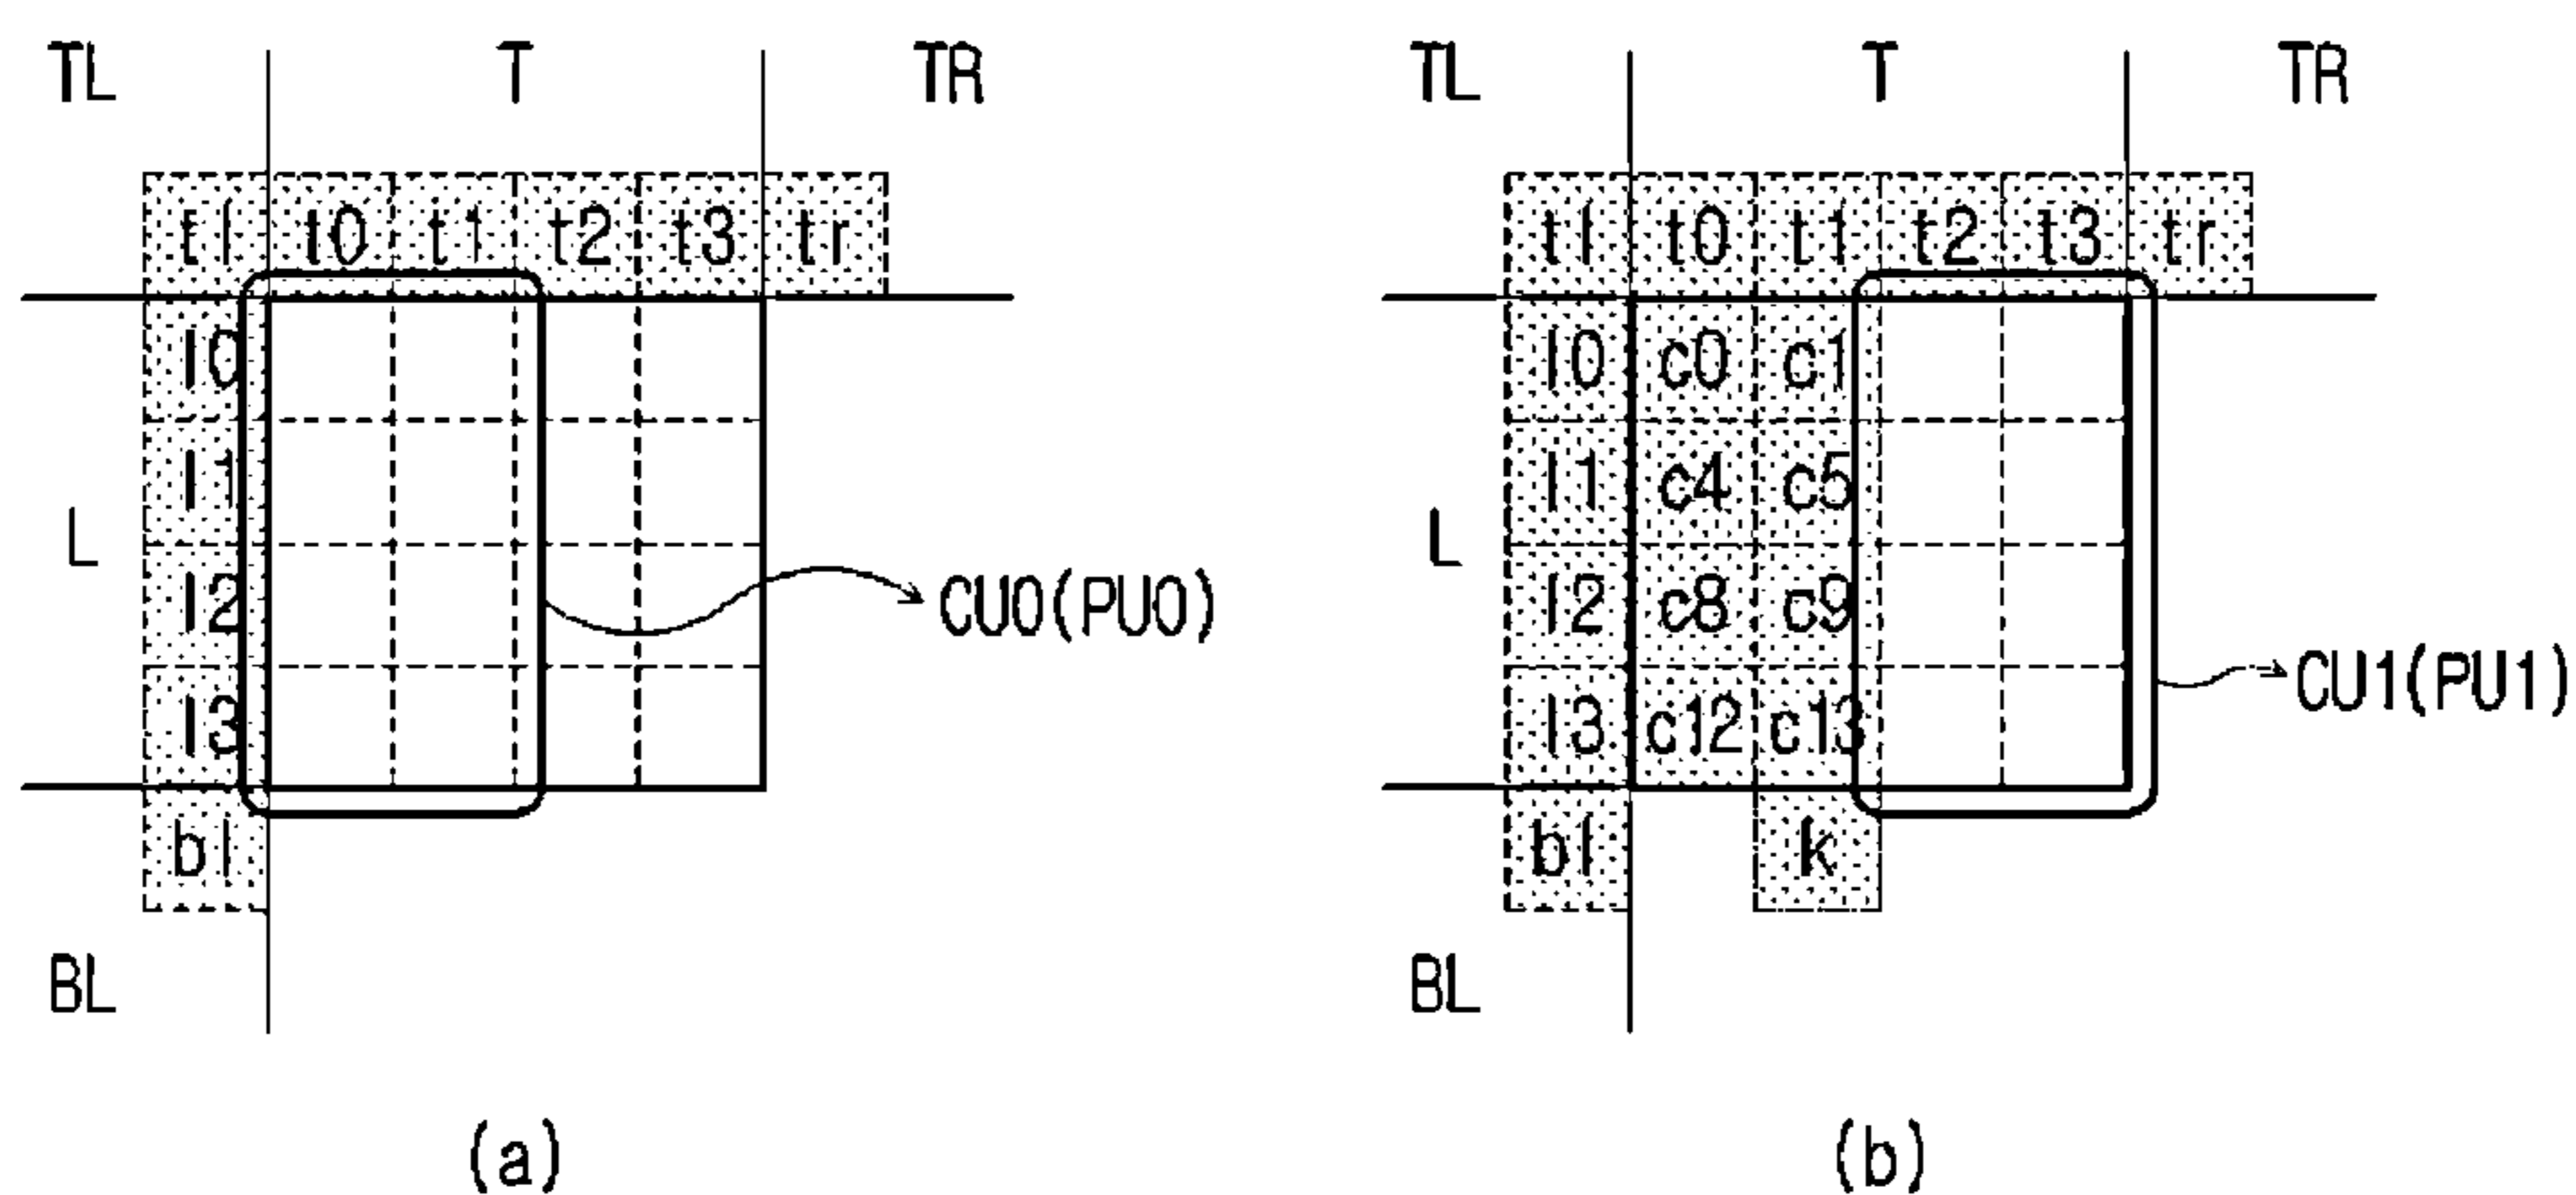 TL T TR TL T TR
tl t0 t1 t2 t3 tr tl t0 t1 t2 t3 tr
l0 l0 c0 c1
l1 l1 c4 c5
L L
l2 CU0(PU0) l2 c8 c9
CU1(PU1)
l3 l3 c12 c13
bl bl k
BL BL
(a) (b)